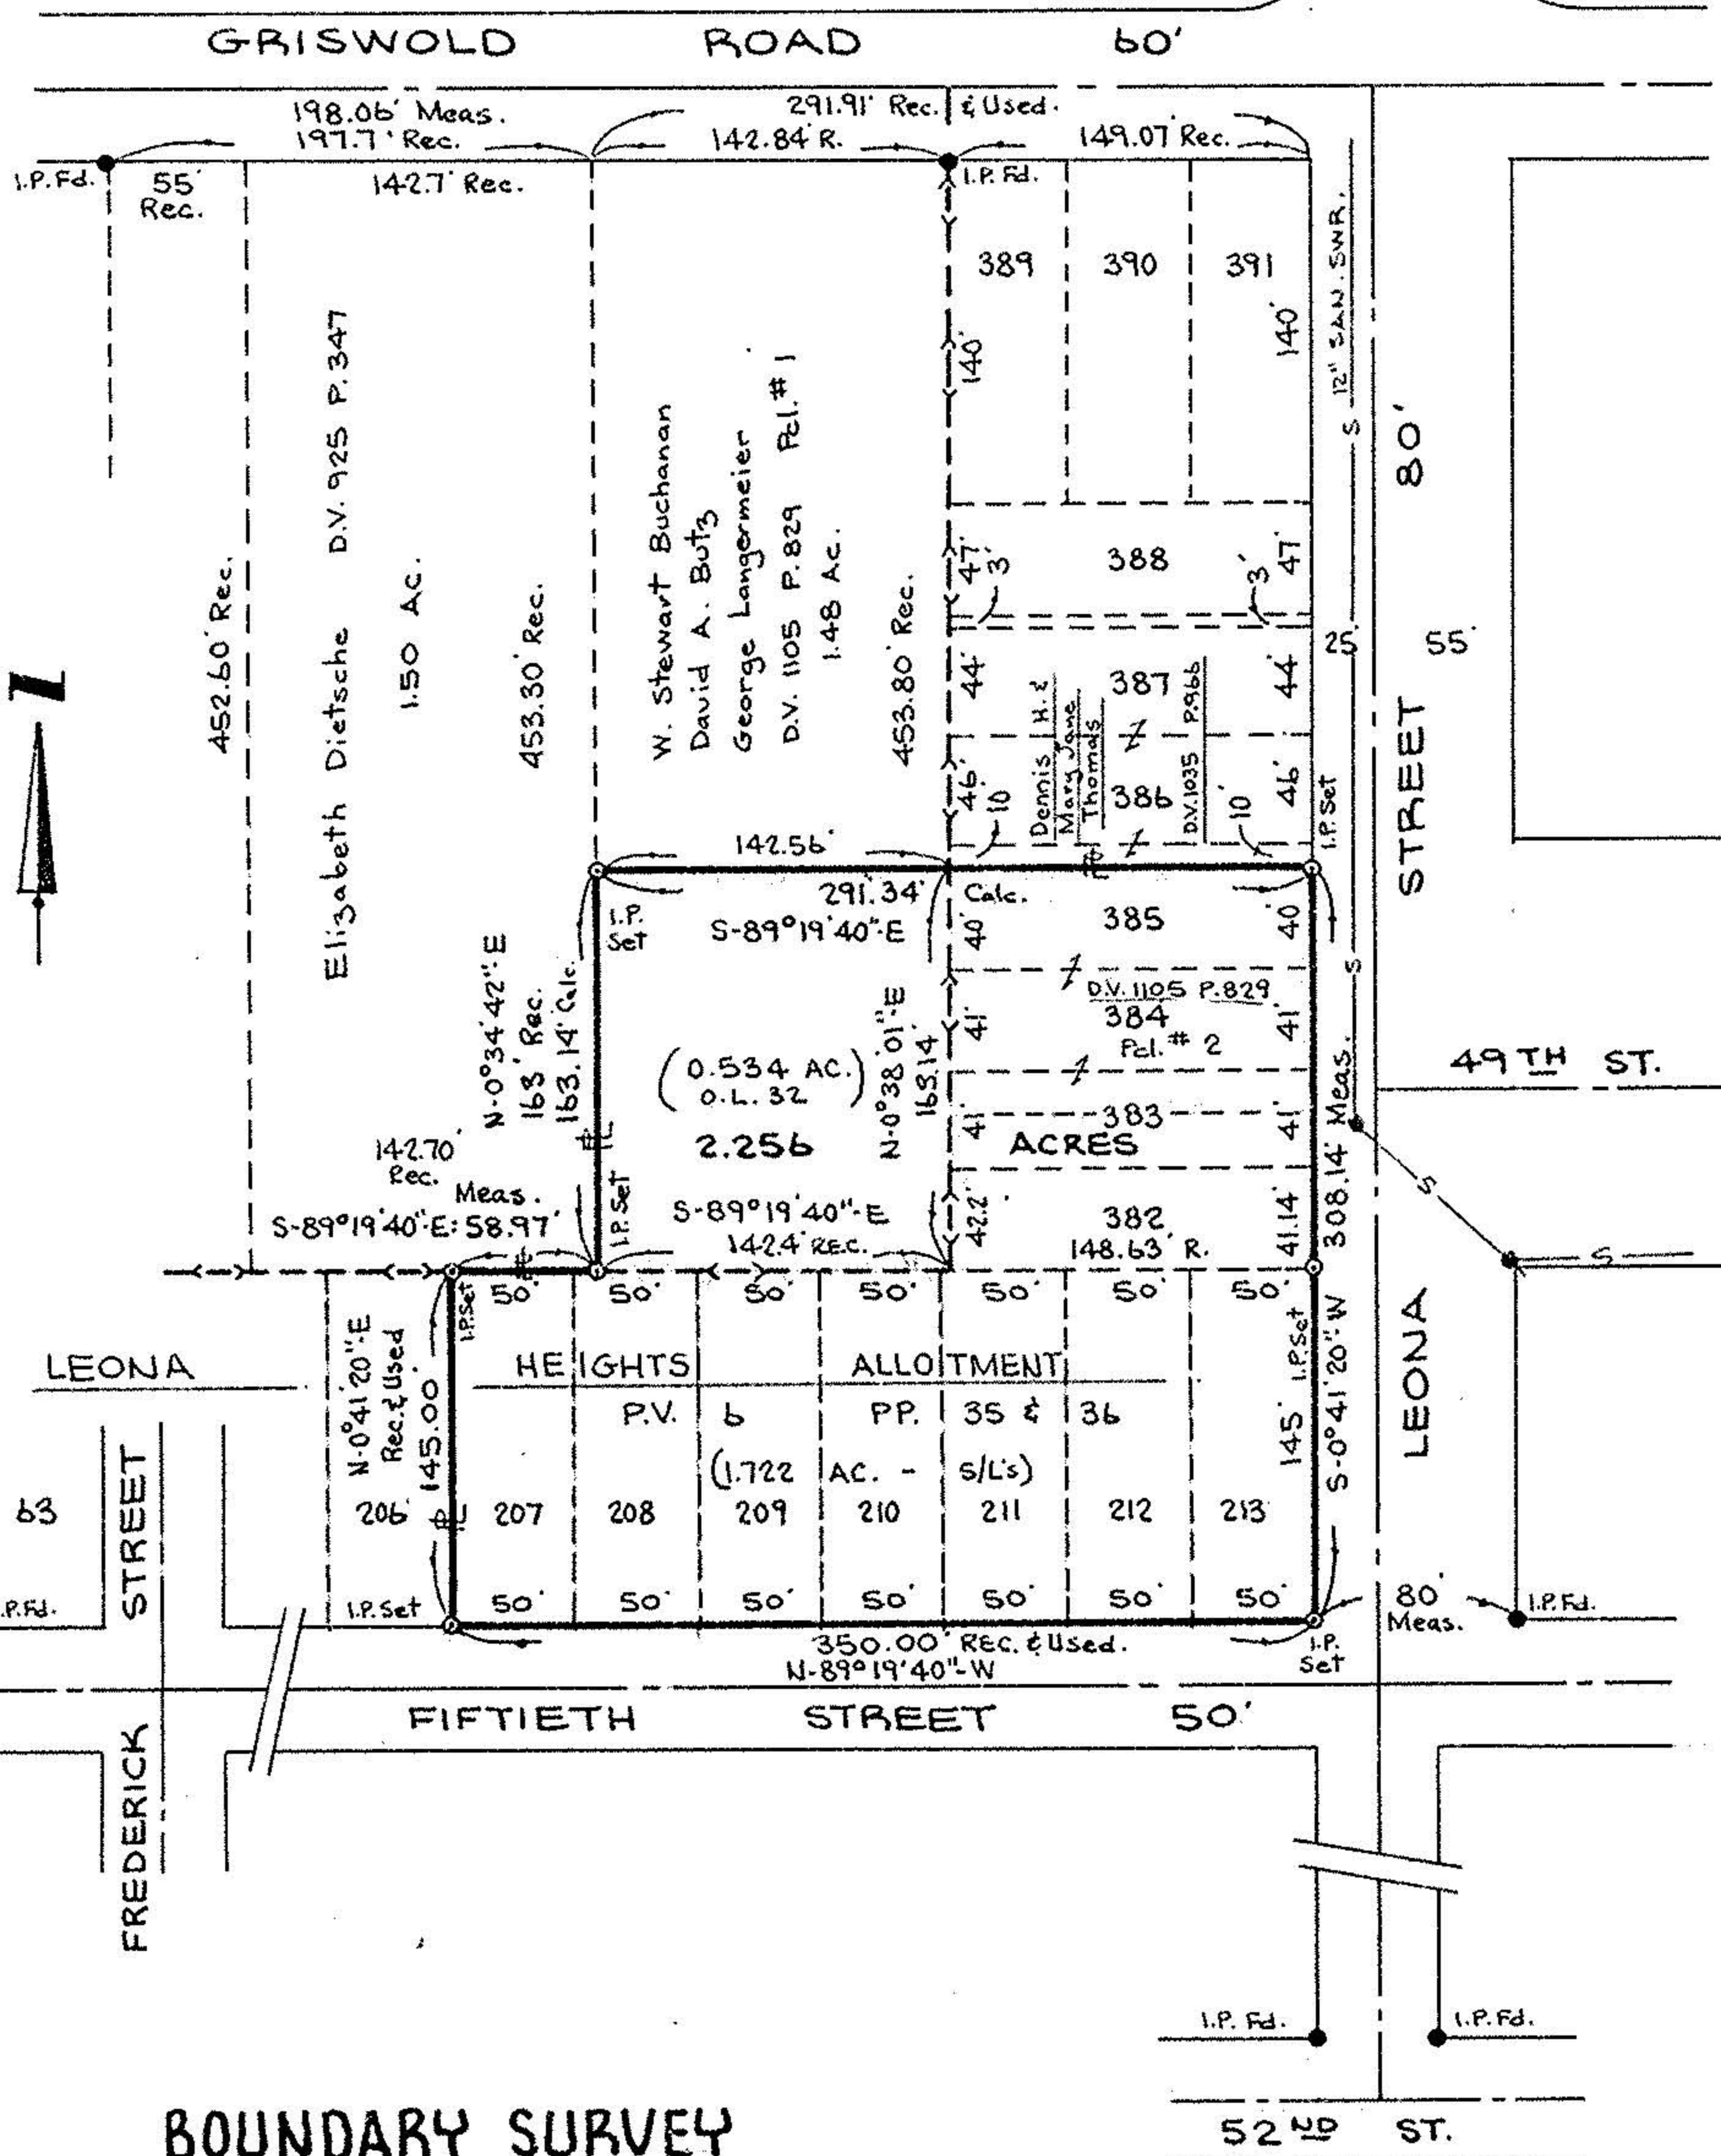 GRISWOLD ROAD 60'
198.06' Meas.
197.7' Rec.
291.91' Rec. & Used.
142.84' R.
149.07' Rec.
I.P. Fd.
55' Rec.
142.7' Rec.
I.P. Fd.
389
390
391
140'
140'
12" SAN. SWR.
S
80'
452.60' Rec.
Elizabeth Dietsche D.V. 925 P. 347
1.50 Ac.
453.30' Rec.
W. Stewart Buchanan
David A. Butz
George Langermeier
D.V. 1105 P. 829 Pcl. # 1
1.48 Ac.
453.80' Rec.
47'
3'
388
3'
47'
25'
55'
44'
387
44'
Dennis H. &
Mary Jane
Thomas
D.V. 1035 P. 966
46'
10'
386
10'
46'
I.P. Set
STREET
N
142.56'
291.34' Calc.
S-89°19'40"-E
I.P. Set
N-0°34'42"-E
163' Rec.
163.14' Calc.
40'
385
40'
S
D.V. 1105 P. 829
41'
384
41'
Pcl. # 2
N-0°38'01"-E
163.14'
(0.534 AC.)
O.L. 32
2.256 ACRES
41'
383
41'
49TH ST.
142.70' Rec.
Meas.
S-89°19'40"-E: 58.97'
I.P. Set
S-89°19'40"-E
142.4' REC.
42.2'
382
148.63' R.
41.14'
308.14' Meas.
S-0°41'20"-W
S
S
I.P. Set
50' 50' 50' 50' 50' 50' 50'
I.P. Set
LEONA HEIGHTS ALLOTMENT
P.V. 6 PP. 35 & 36
(1.722 AC. - S/L's)
N-0°41'20"-E
Rec. & Used
145.00'
145'
LEONA
63
206 207 208 209 210 211 212 213
STREET
.P. Fd.
I.P. Set
50' 50' 50' 50' 50' 50' 50'
80' Meas.
I.P. Fd.
350.00' REC. & Used.
N-89°19'40"-W
I.P. Set
FIFTIETH STREET 50'
FREDERICK
I.P. Fd.
I.P. Fd.
BOUNDARY SURVEY
52ND ST.